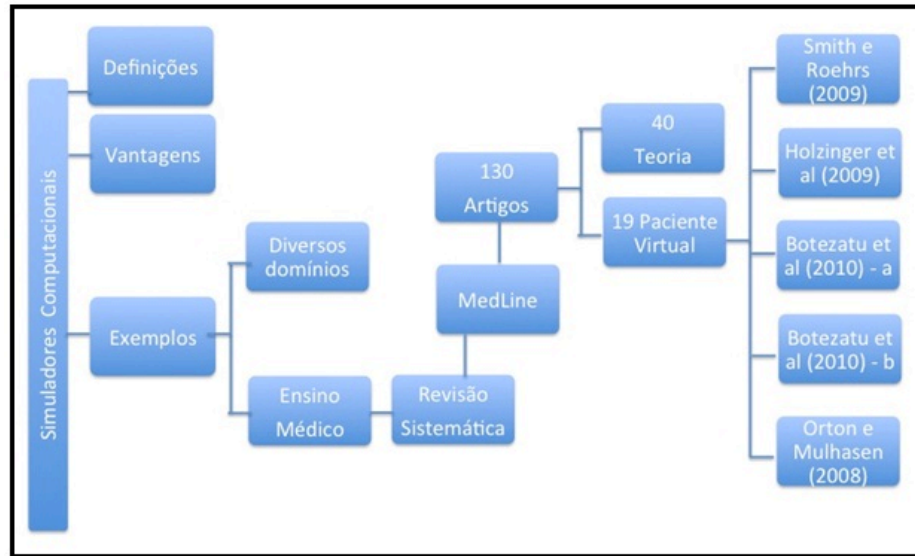 Simuladores Computacionais
Definições
Vantagens
Exemplos
Diversos
domínios
Ensino
Médico
Revisão
Sistemática
MedLine
130
Artigos
40
Teoria
19 Paciente
Virtual
Smith e
Roehrs
(2009)
Holzinger
et al (2009)
Botezatu et
al (2010) - a
Botezatu et
al (2010) - b
Orton e
Mulhasen
(2008)